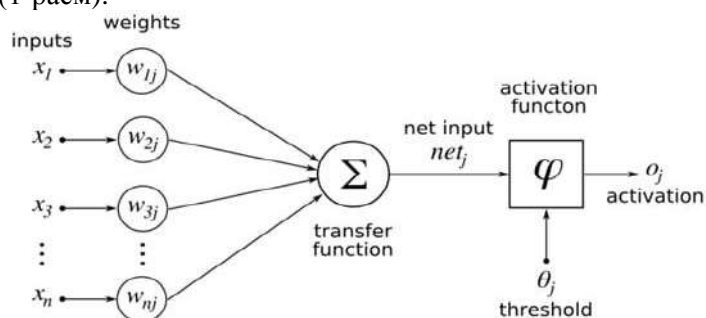 (1-расм).
weights
inputs
x₁ w₁ⱼ
activation
functon
x₂ w₂ⱼ
net input
netⱼ
Σ φ oⱼ
activation
x₃ w₃ⱼ
transfer
function
⋮ ⋮
θⱼ
xₙ wₙⱼ
threshold